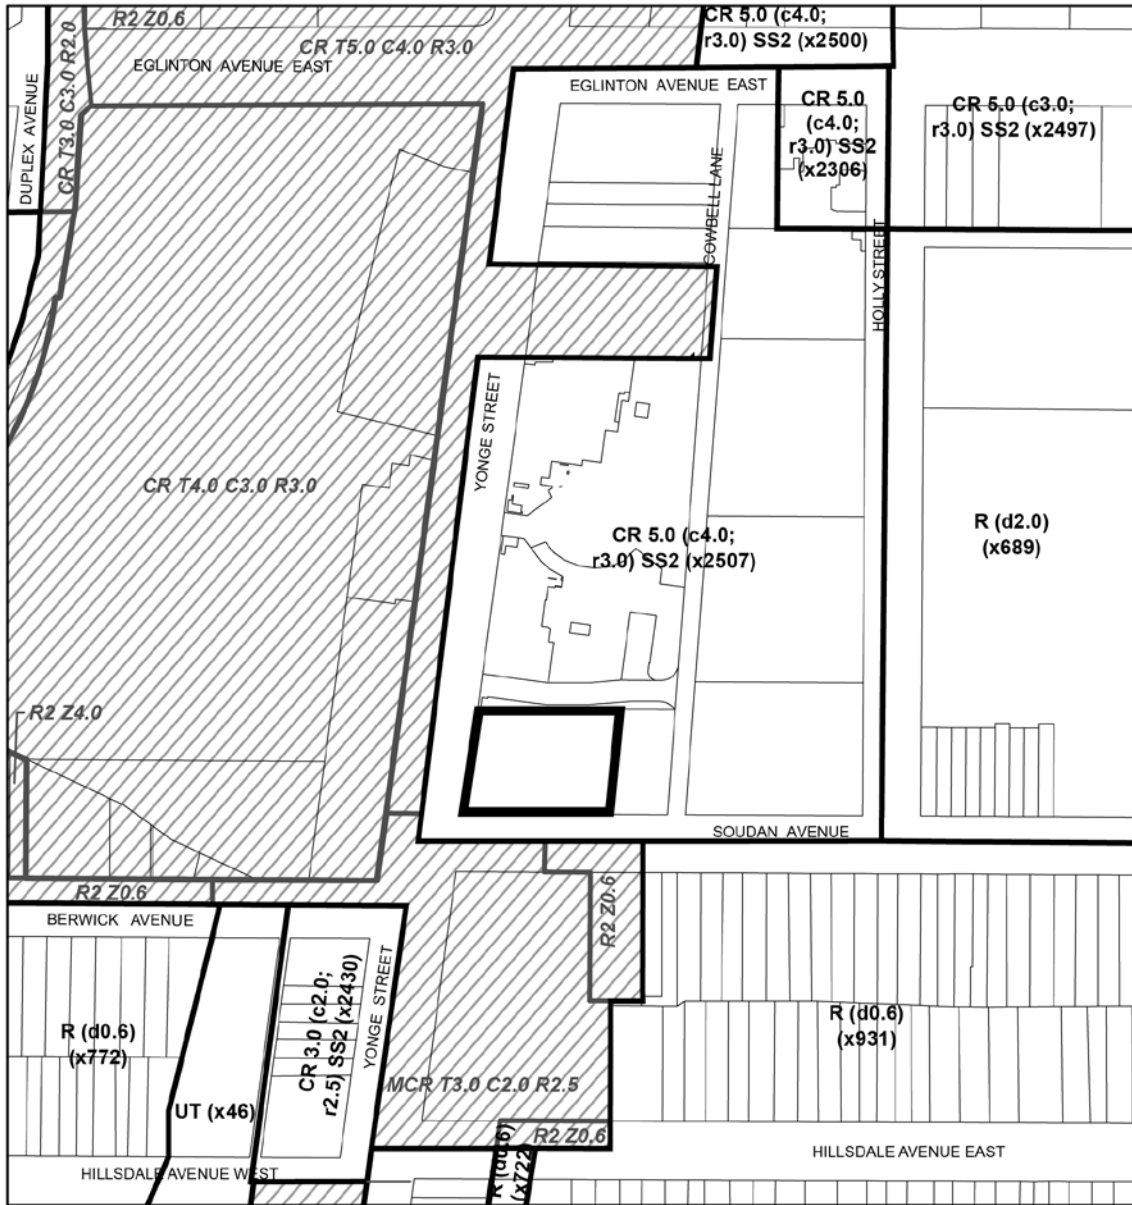 R2 Z0.6
CR T5.0 C4.0 R3.0
EGLINTON AVENUE EAST
CR 5.0 (c4.0;
r3.0) SS2 (x2500)
DUPLEX AVENUE
CR T3.0 C3.0 R2.0
EGLINTON AVENUE EAST
CR 5.0
(c4.0;
r3.0) SS2
(x2306)
CR 5.0 (c3.0;
r3.0) SS2 (x2497)
COWBELL LANE
HOLLY STREET
YONGE STREET
CR T4.0 C3.0 R3.0
CR 5.0 (c4.0;
r3.0) SS2 (x2507)
R (d2.0)
(x689)
R2 Z4.0
SOUDAN AVENUE
R2 Z0.6
BERWICK AVENUE
R2 Z0.6
R (d0.6)
(x772)
UT (x46)
CR 3.0 (c2.0;
r2.5) SS2 (x2430)
YONGE STREET
MCR T3.0 C2.0 R2.5
R (d0.6)
(x931)
R2 Z0.6
R (d0.6)
(x722)
HILLSDALE AVENUE WEST
HILLSDALE AVENUE EAST